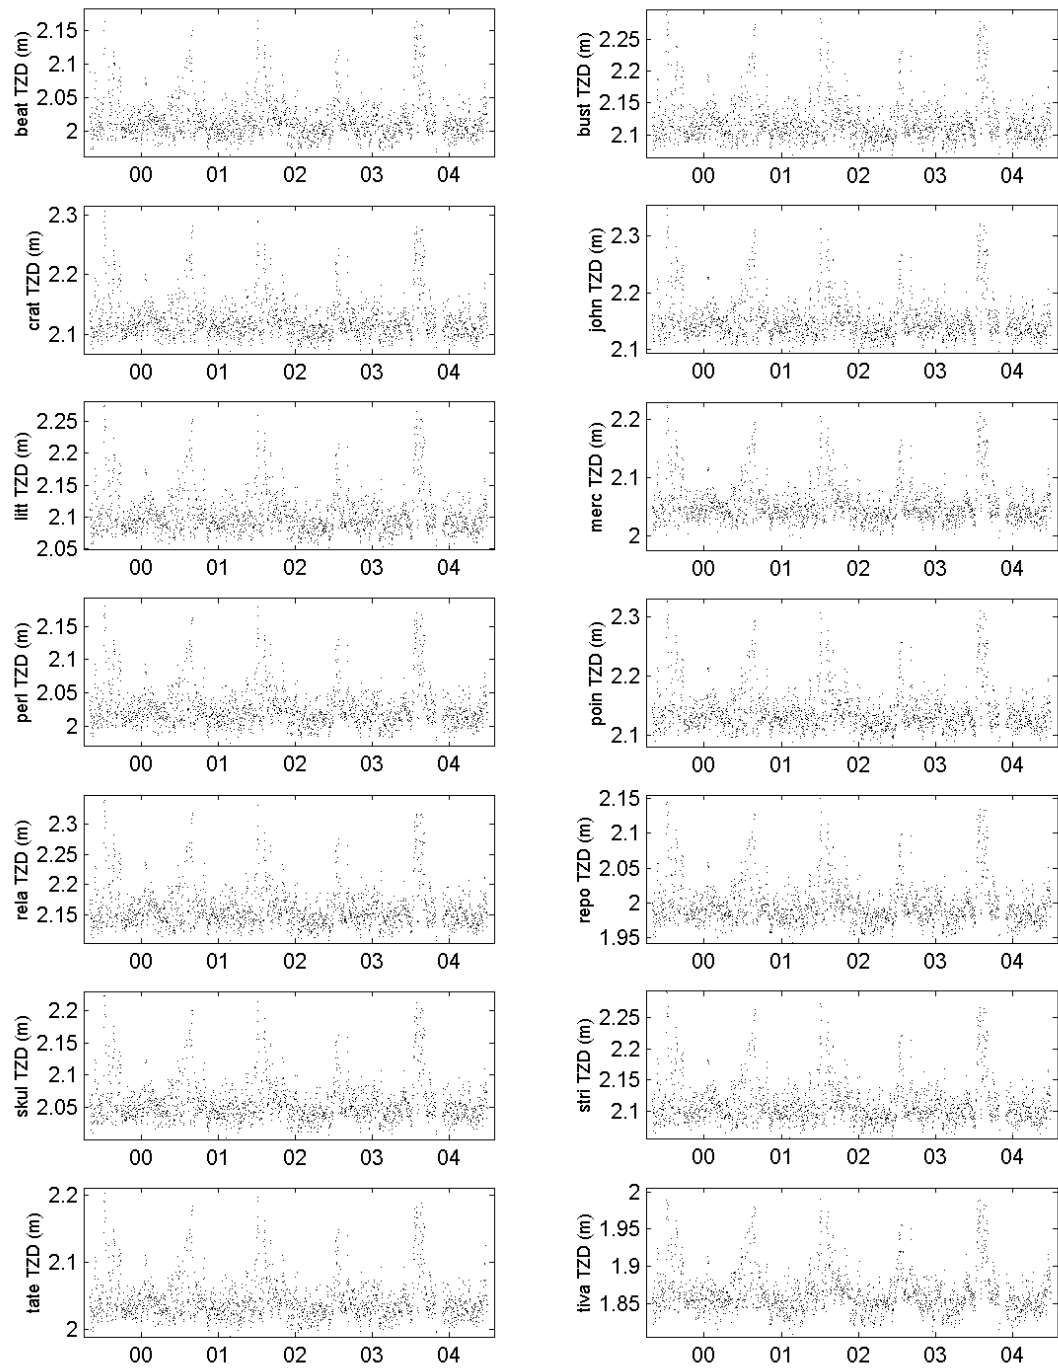 2.15
2.1
2.05
2
beat TZD (m)
00 01 02 03 04
2.25
2.2
2.15
2.1
bust TZD (m)
00 01 02 03 04
2.3
2.2
2.1
crat TZD (m)
00 01 02 03 04
2.3
2.2
2.1
john TZD (m)
00 01 02 03 04
2.25
2.2
2.15
2.1
2.05
litt TZD (m)
00 01 02 03 04
2.2
2.1
2.05
2
merc TZD (m)
00 01 02 03 04
2.15
2.1
2.05
2
perl TZD (m)
00 01 02 03 04
2.3
2.2
2.1
poin TZD (m)
00 01 02 03 04
2.3
2.25
2.2
2.15
rela TZD (m)
00 01 02 03 04
2.15
2.1
2.05
2
1.95
repo TZD (m)
00 01 02 03 04
2.2
2.15
2.1
2.05
skul TZD (m)
00 01 02 03 04
2.25
2.2
2.15
2.1
stri TZD (m)
00 01 02 03 04
2.2
2.1
2
tate TZD (m)
00 01 02 03 04
2
1.95
1.9
1.85
tiva TZD (m)
00 01 02 03 04